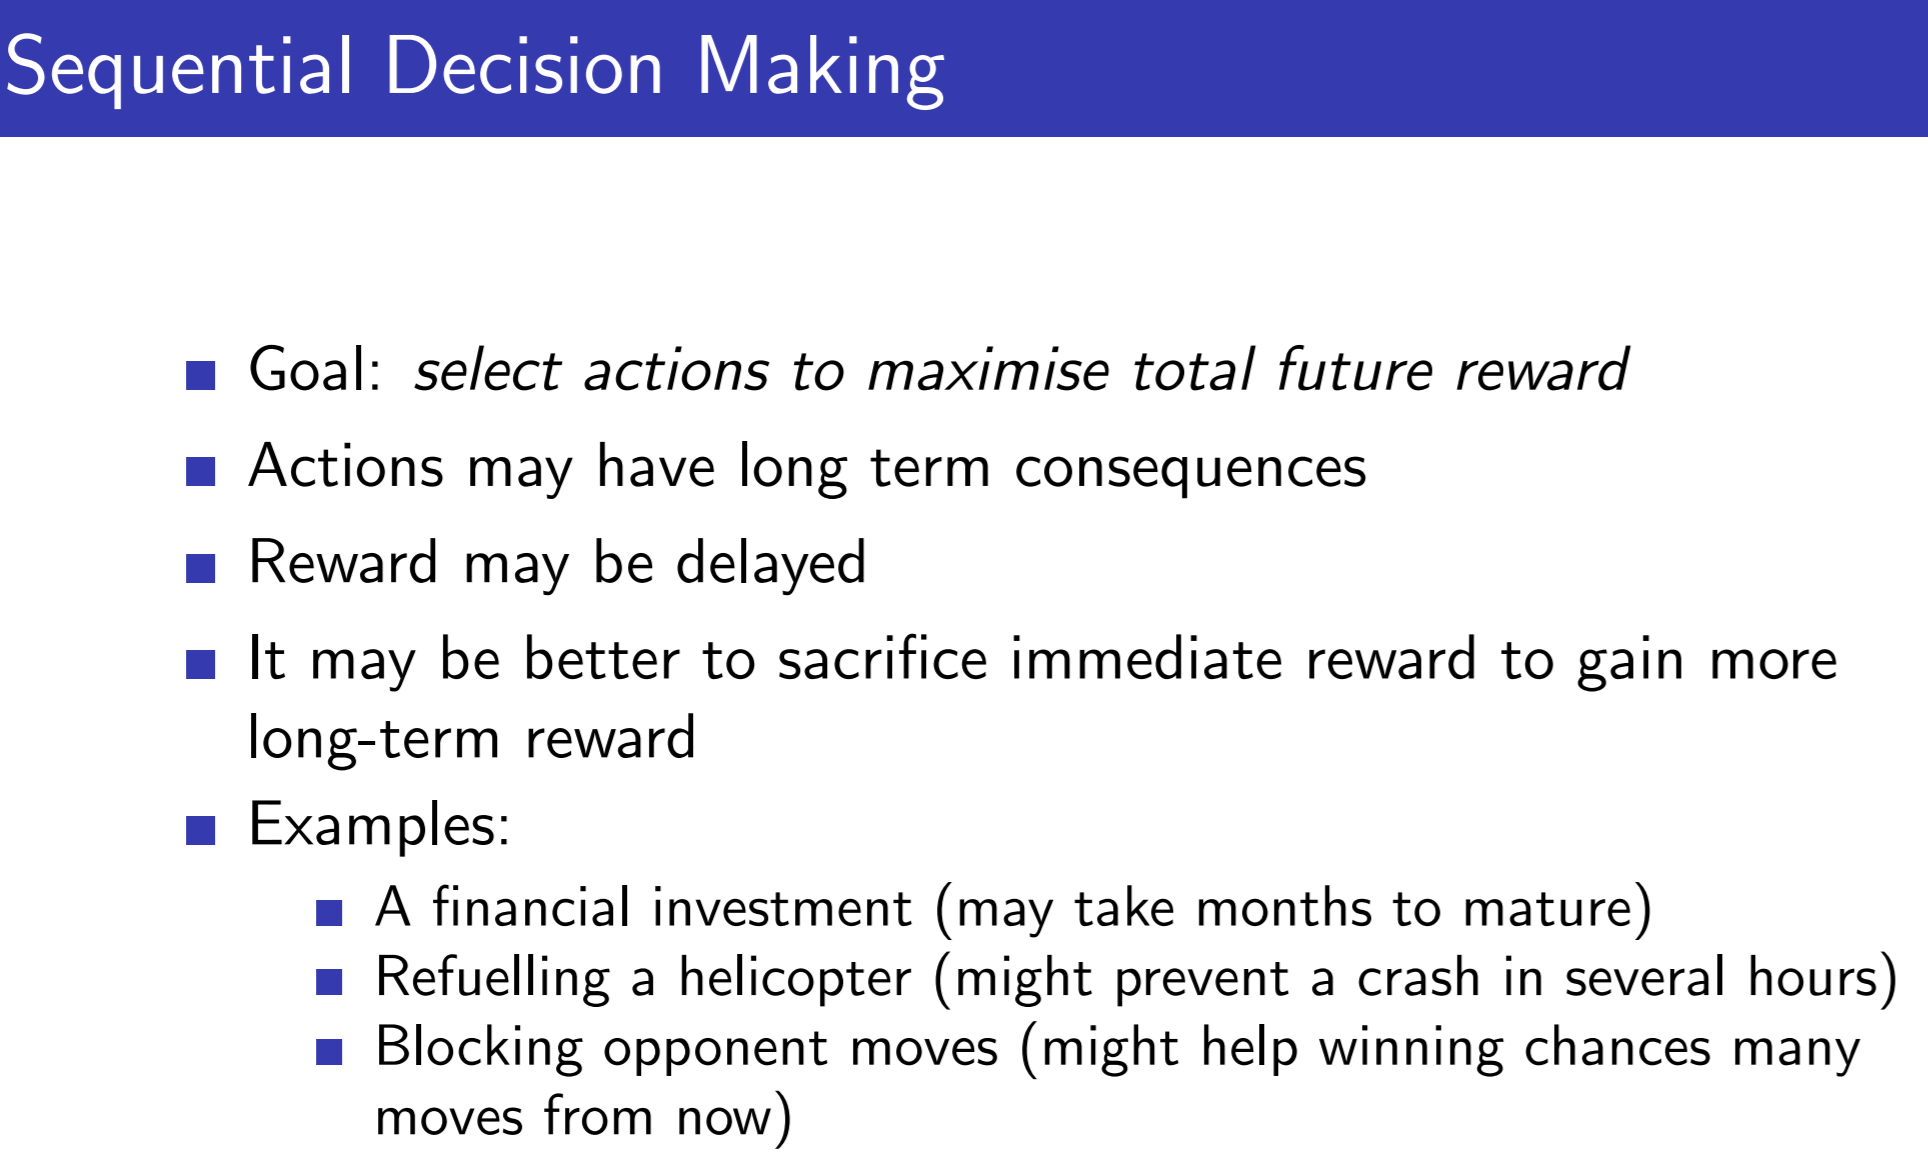 Sequential Decision Making
Goal: select actions to maximise total future reward
Actions may have long term consequences
Reward may be delayed
It may be better to sacrifice immediate reward to gain more
long-term reward
Examples:
A financial investment (may take months to mature)
Refuelling a helicopter (might prevent a crash in several hours)
Blocking opponent moves (might help winning chances many
moves from now)